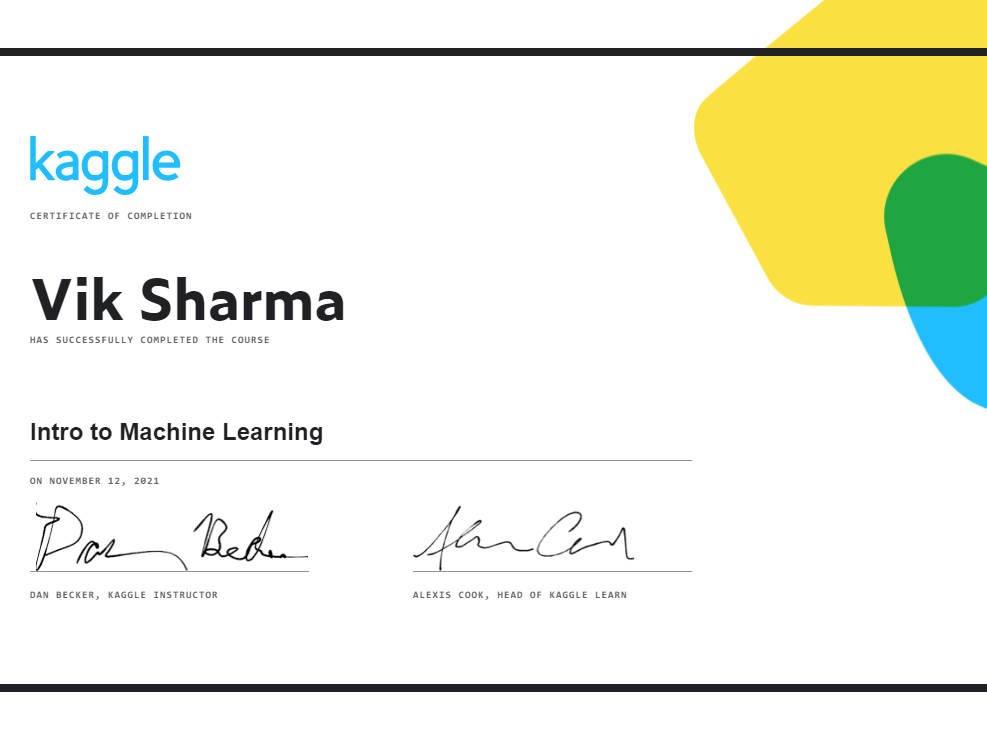 kaggle
CERTIFICATE OF COMPLETION
Vik Sharma
HAS SUCCESSFULLY COMPLETED THE COURSE
Intro to Machine Learning
ON NOVEMBER 12, 2021
Dan Becker
Alexis Cook
DAN BECKER, KAGGLE INSTRUCTOR
ALEXIS COOK, HEAD OF KAGGLE LEARN